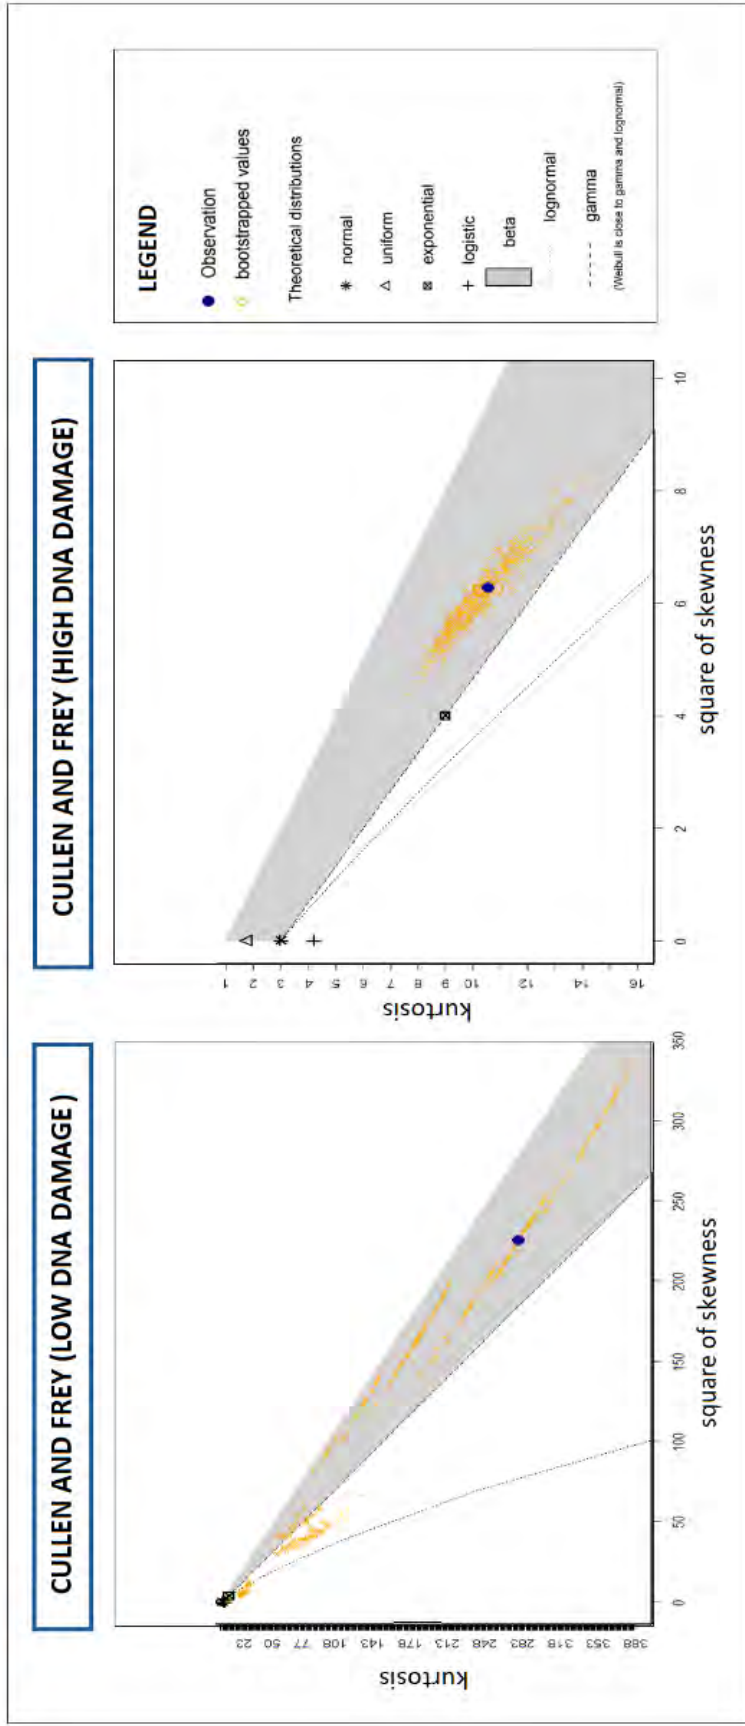 CULLEN AND FREY (LOW DNA DAMAGE)
kurtosis
23
50
77
108
143
178
213
248
283
318
353
388
0
50
100
150
200
250
300
350
square of skewness
CULLEN AND FREY (HIGH DNA DAMAGE)
kurtosis
1
2
3
4
5
6
7
8
9
10
12
14
16
0
2
4
6
8
10
square of skewness
LEGEND
Observation
bootstrapped values
Theoretical distributions
normal
uniform
exponential
logistic
beta
lognormal
gamma
(Weibull is close to gamma and lognormal)